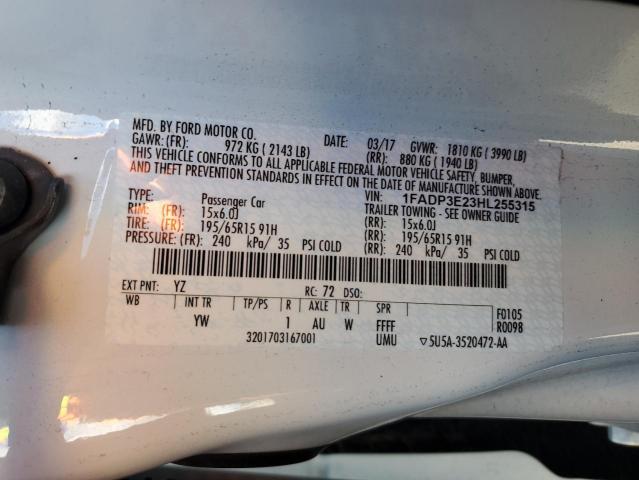 MFD. BY FORD MOTOR CO.
DATE: 03/17 GVWR: 1810 KG ( 3990 LB)
GAWR: (FR): 972 KG ( 2143 LB) (RR): 880 KG ( 1940 LB)
THIS VEHICLE CONFORMS TO ALL APPLICABLE FEDERAL MOTOR VEHICLE SAFETY, BUMPER,
AND THEFT PREVENTION STANDARDS IN EFFECT ON THE DATE OF MANUFACTURE SHOWN ABOVE.
VIN: 1FADP3E23HL255315
TYPE: Passenger Car TRAILER TOWING - SEE OWNER GUIDE
RIM: (FR): 15x6.0J (RR): 15x6.0J
TIRE: (FR): 195/65R15 91H (RR): 195/65R15 91H
PRESSURE: (FR): 240 kPa/ 35 PSI COLD (RR): 240 kPa/ 35 PSI COLD
EXT PNT: YZ RC: 72 DSO:
WB INT TR TP/PS R AXLE TR SPR F0105
YW 1 AU W FFFF R0098
3201703167001 UMU ▽5U5A-3520472-AA